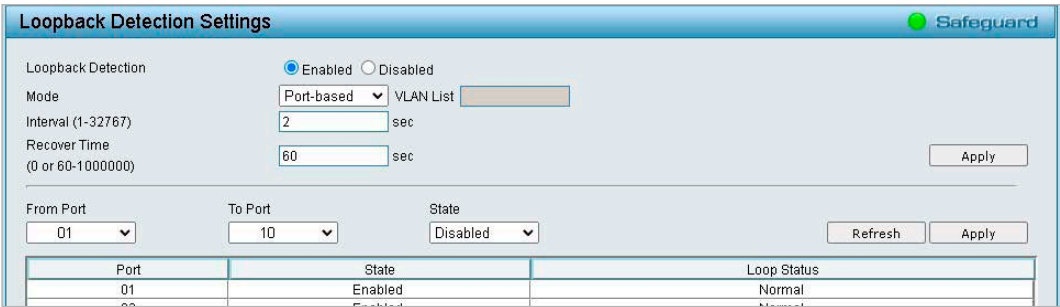 Loopback Detection Settings Safeguard
Loopback Detection Enabled Disabled
Mode Port-based VLAN List
Interval (1-32767) 2 sec
Recover Time
(0 or 60-1000000) 60 sec Apply
From Port To Port State
01 10 Disabled Refresh Apply
Port State Loop Status
01 Enabled Normal